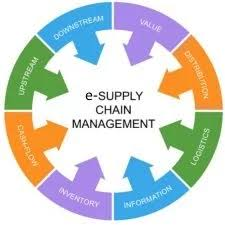 e-SUPPLY
CHAIN
MANAGEMENT
DOWNSTREAM
VALUE
DISTRIBUTION
LOGISTICS
INFORMATION
INVENTORY
CASH-FLOW
UPSTREAM